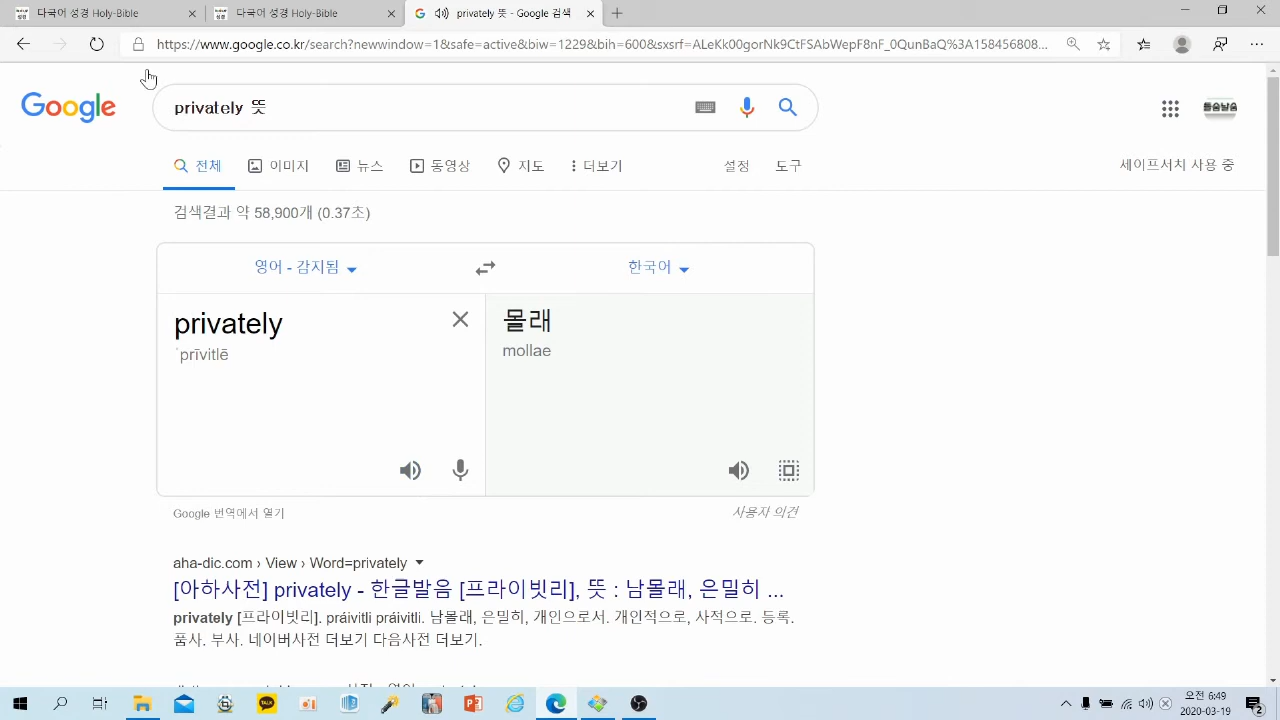 다국어 성경 Holy-Bible
다국어 성경 Holy-Bible
privately 뜻 - Google 검색
https://www.google.co.kr/search?newwindow=1&safe=active&biw=1229&bih=600&sxsrf=ALeKk00gorNk9CtFSAbWepF8nF_0QunBaQ%3A158456808...
Google
privately 뜻
전체 이미지 뉴스 동영상 지도 더보기 설정 도구
세이프서치 사용 중
검색결과 약 58,900개 (0.37초)
영어 - 감지됨 한국어
privately
ˈprīvitlē
몰래
mollae
Google 번역에서 열기
사용자 의견
aha-dic.com › View › Word=privately
[아하사전] privately - 한글발음 [프라이빗리], 뜻 : 남몰래, 은밀히 ...
privately [프라이빗리]. práivitli práivitli. 남몰래, 은밀히, 개인으로서. 개인적으로, 사적으로. 등록.
품사. 부사. 네이버사전 더보기 다음사전 더보기.
TALK
오전 6:49
2020-03-19
2